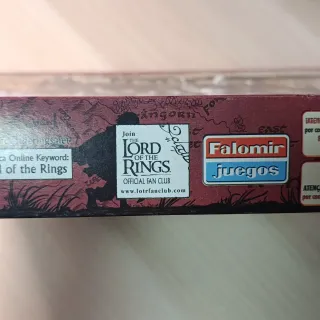 ca Online Keyword:
d of the Rings
Join
THE
LORD
OF THE
RINGS
OFFICIAL FAN CLUB
www.lotrfanclub.com
Falomir
juegos